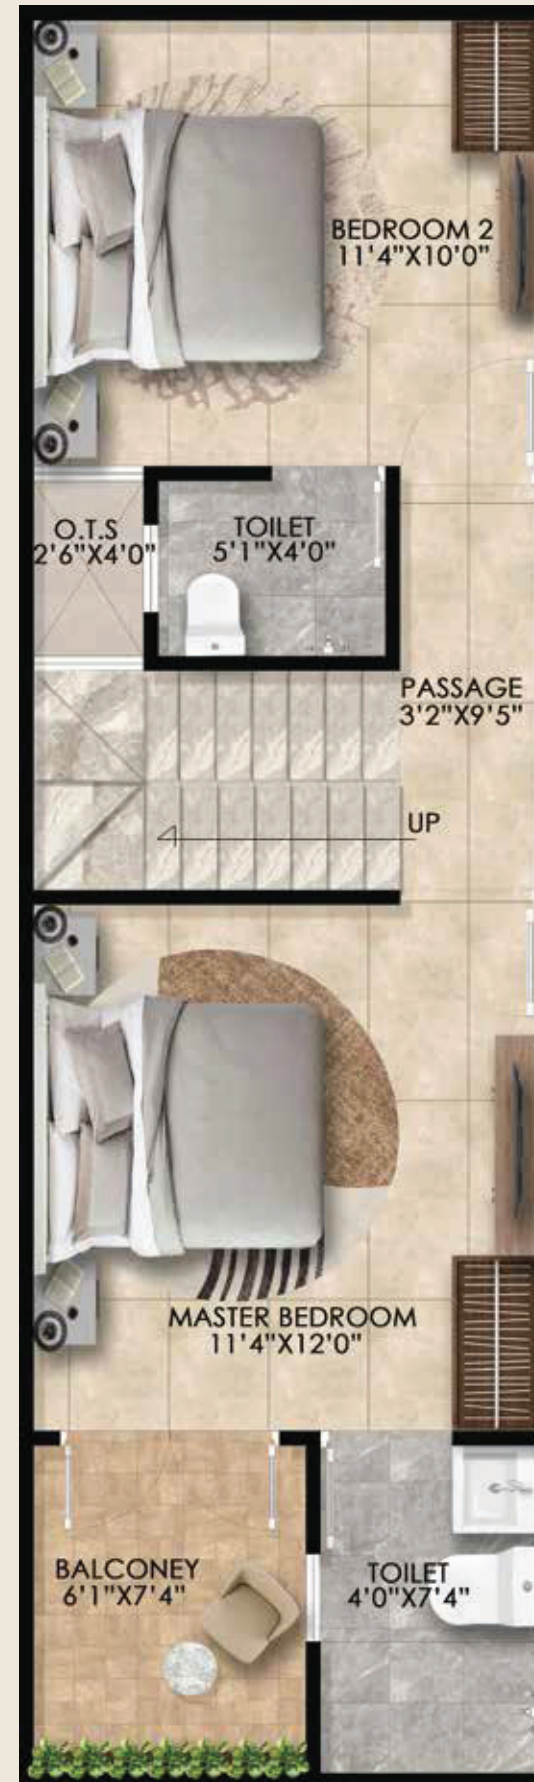 BEDROOM 2
11'4"X10'0"
O.T.S
2'6"X4'0"
TOILET
5'1"X4'0"
PASSAGE
3'2"X9'5"
UP
MASTER BEDROOM
11'4"X12'0"
BALCONEY
6'1"X7'4"
TOILET
4'0"X7'4"